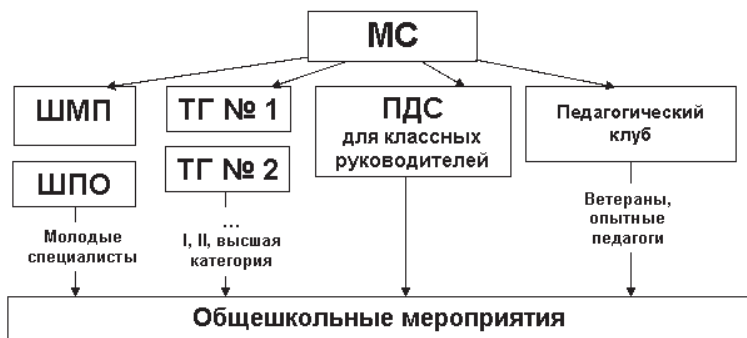 МС
ШМП
ШПО
Молодые
специалисты
ТГ № 1
ТГ № 2
...
I, II, высшая
категория
ПДС
для классных
руководителей
Педагогический
клуб
Ветераны,
опытные
педагоги
Общешкольные мероприятия